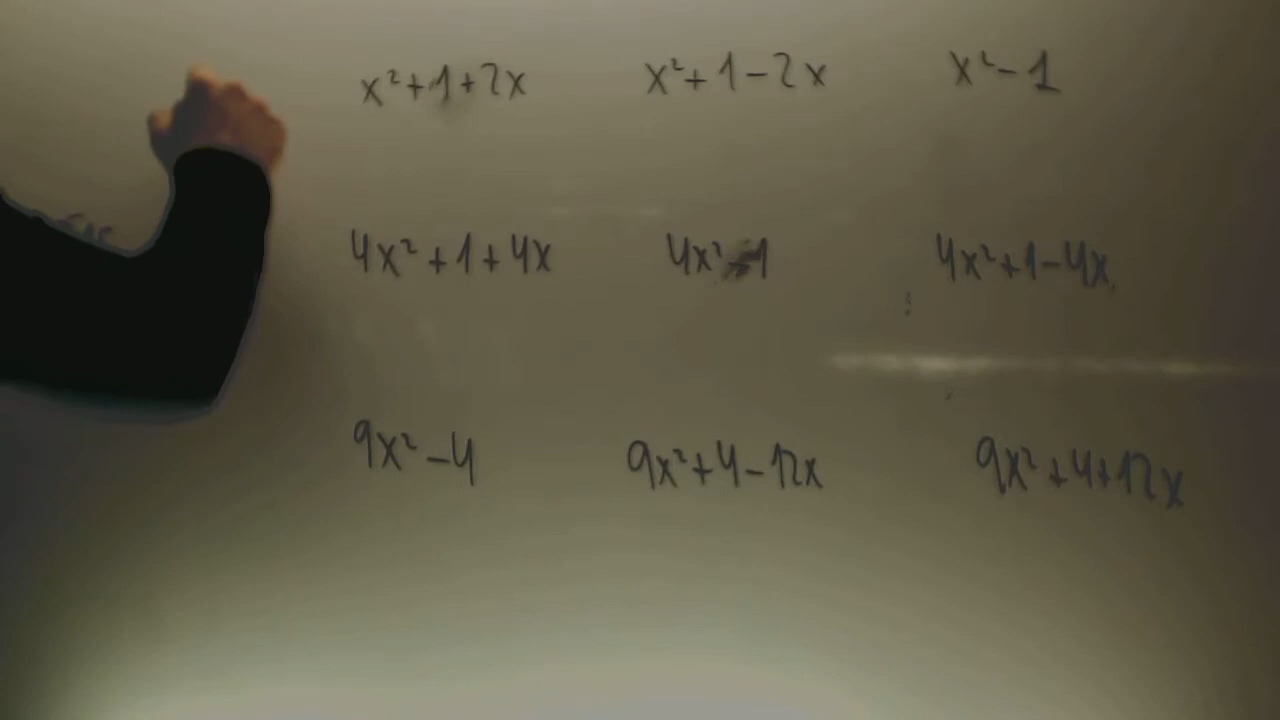 x²+1+2x x²+1-2x x²-1
4x²+1+4x 4x²-1 4x²+1-4x
9x²-4 9x²+4-12x 9x²+4+12x